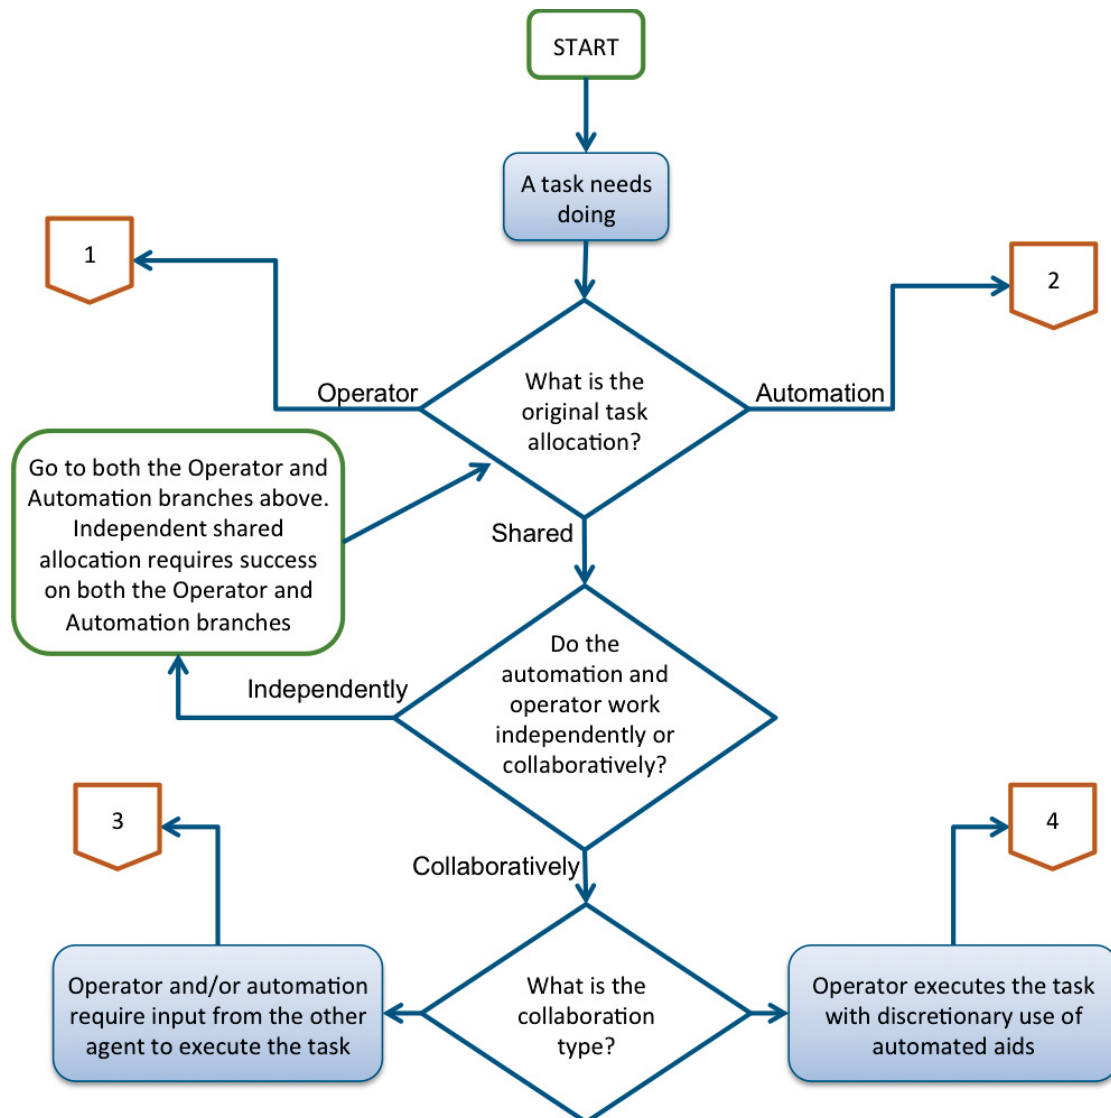 START
A task needs
doing
1
2
What is the
original task
allocation?
Operator
Automation
Go to both the Operator and
Automation branches above.
Independent shared
allocation requires success
on both the Operator and
Automation branches
Shared
Do the
automation and
operator work
independently or
collaboratively?
Independently
3
4
Collaboratively
Operator and/or automation
require input from the other
agent to execute the task
What is the
collaboration
type?
Operator executes the task
with discretionary use of
automated aids